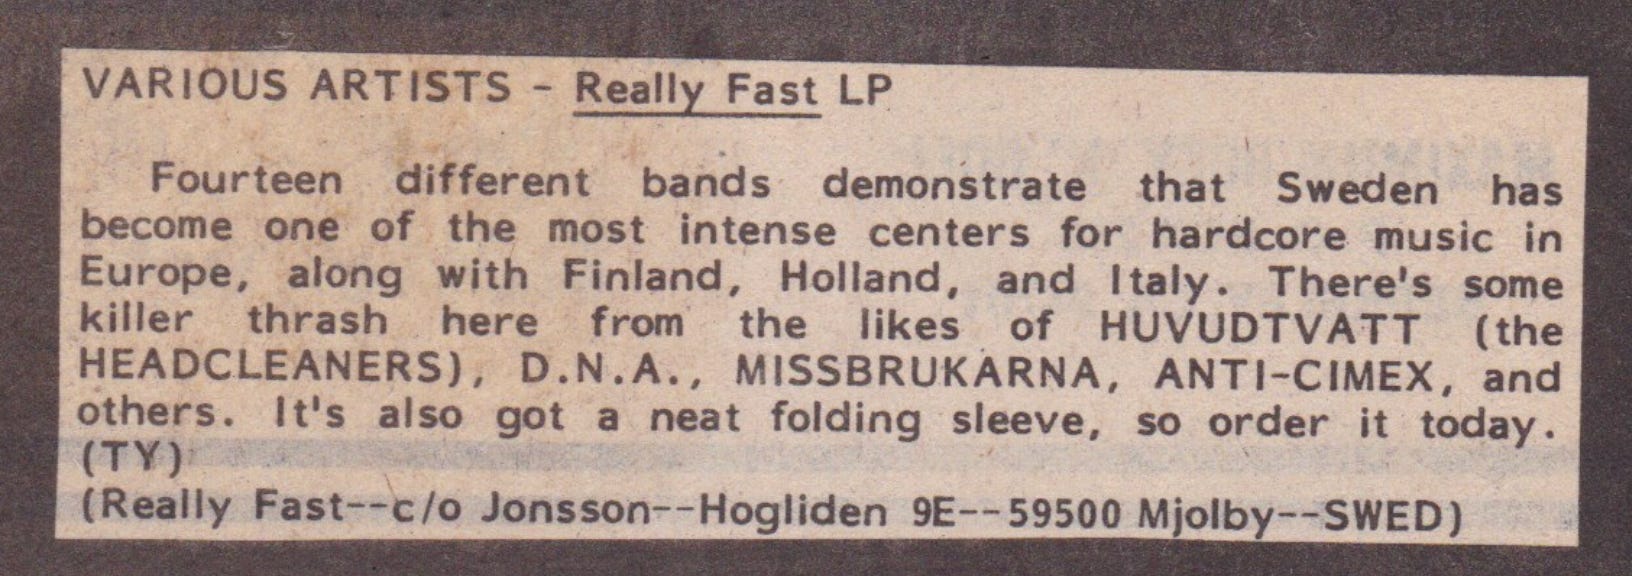 VARIOUS ARTISTS - Really Fast LP
Fourteen different bands demonstrate that Sweden has
become one of the most intense centers for hardcore music in
Europe, along with Finland, Holland, and Italy. There's some
killer thrash here from the likes of HUVUDTVATT (the
HEADCLEANERS), D.N.A., MISSBRUKARNA, ANTI-CIMEX, and
others. It's also got a neat folding sleeve, so order it today.
(TY)
(Really Fast--c/o Jonsson--Hogliden 9E--59500 Mjolby--SWED)